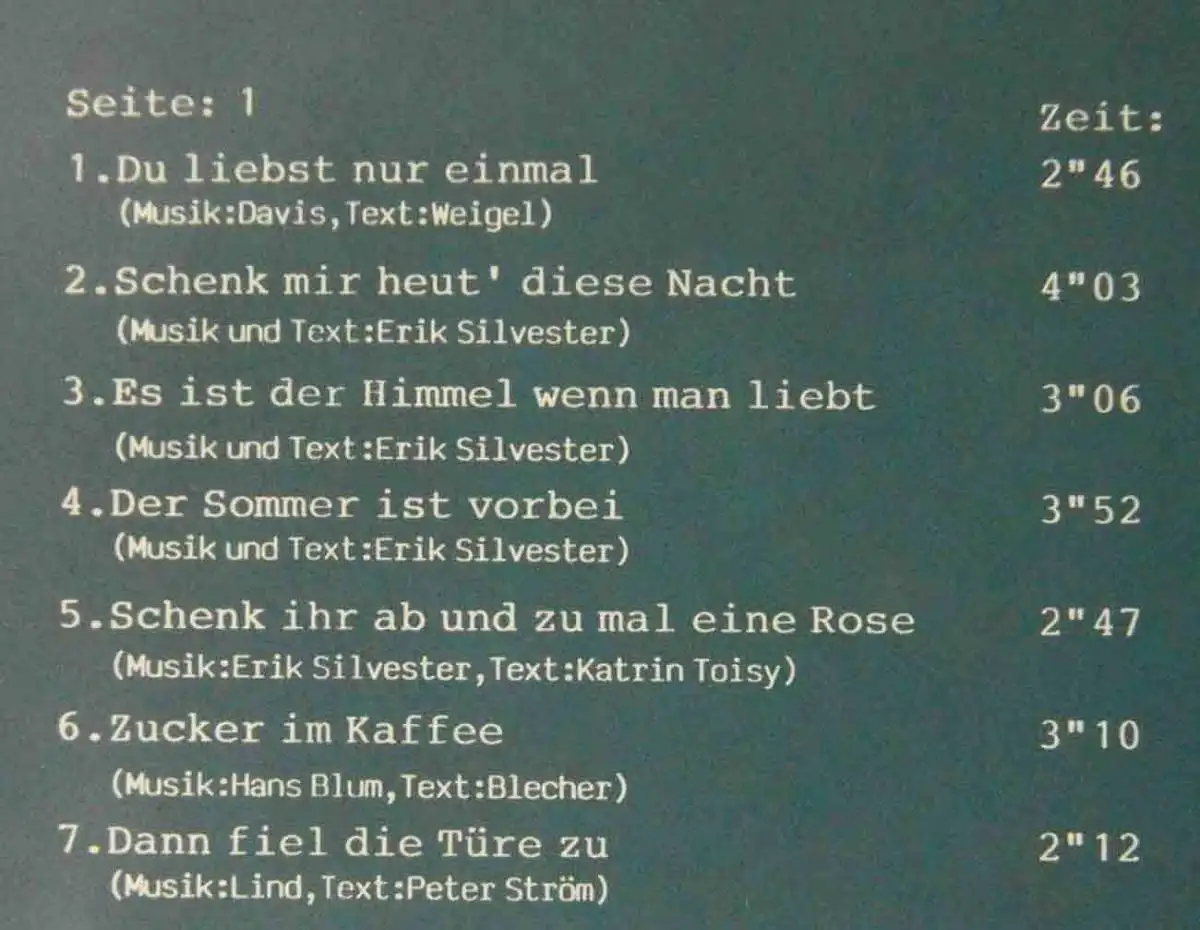 Seite: 1 Zeit:
1.Du liebst nur einmal 2"46
(Musik:Davis,Text:Weigel)
2.Schenk mir heut' diese Nacht 4"03
(Musik und Text:Erik Silvester)
3.Es ist der Himmel wenn man liebt 3"06
(Musik und Text:Erik Silvester)
4.Der Sommer ist vorbei 3"52
(Musik und Text:Erik Silvester)
5.Schenk ihr ab und zu mal eine Rose 2"47
(Musik:Erik Silvester,Text:Katrin Toisy)
6.Zucker im Kaffee 3"10
(Musik:Hans Blum,Text:Blecher)
7.Dann fiel die Türe zu 2"12
(Musik:Lind,Text:Peter Ström)